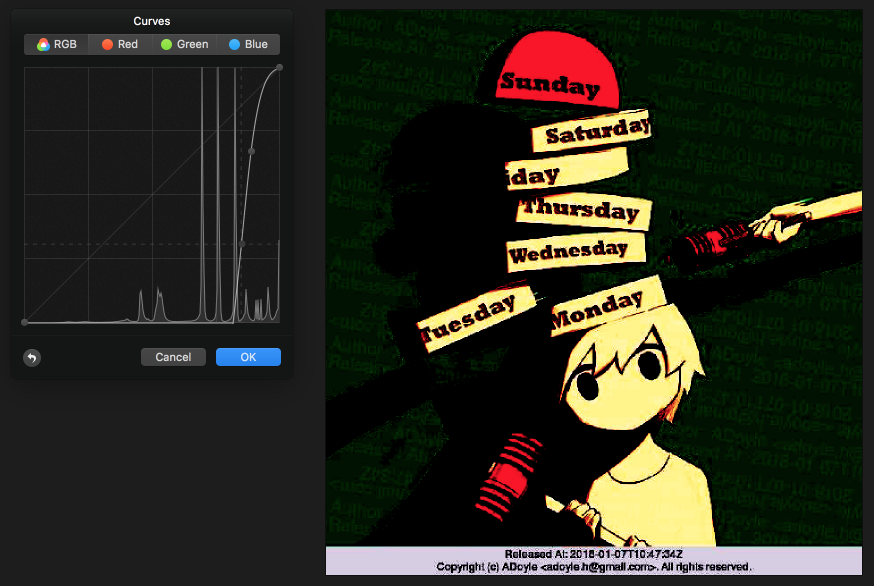 Curves
RGB
Red
Green
Blue
Cancel
OK
Sunday
Saturday
iday
Thursday
Wednesday
Tuesday
Monday
Released At: 2018-01-07T10:47:34Z
Copyright (c) ADoyle <adoyle.h@gmail.com>. All rights reserved.